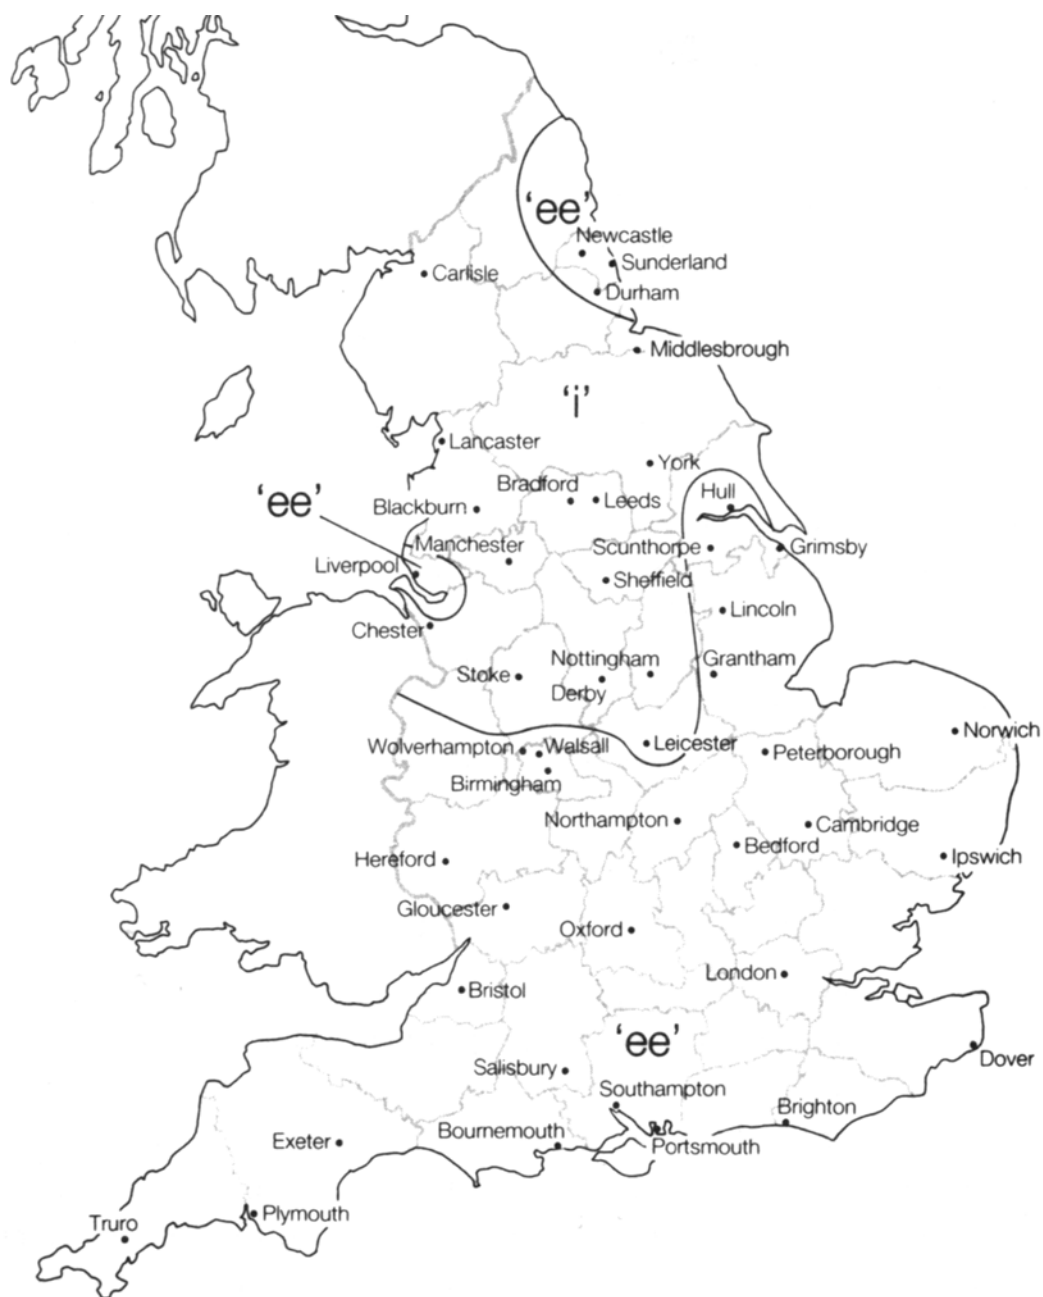 'ee'
Newcastle
Sunderland
Carlisle
Durham
Middlesbrough
'i'
Lancaster
York
Bradford
Leeds
Hull
'ee'
Blackburn
Manchester
Scunthorpe
Grimsby
Liverpool
Sheffield
Lincoln
Chester
Nottingham
Grantham
Stoke
Derby
Norwich
Wolverhampton
Walsall
Leicester
Peterborough
Birmingham
Northampton
Cambridge
Bedford
Hereford
Ipswich
Gloucester
Oxford
London
Bristol
'ee'
Dover
Salisbury
Southampton
Brighton
Exeter
Bournemouth
Portsmouth
Plymouth
Truro